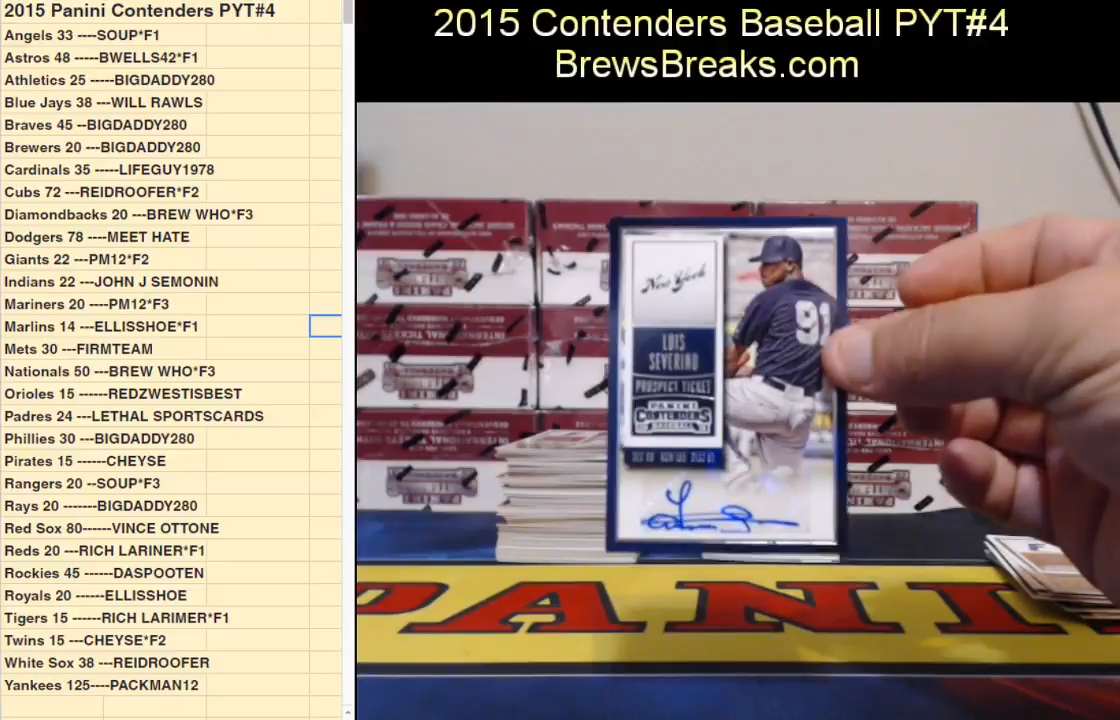 2015 Panini Contenders PYT#4
Angels 33 ----SOUP*F1
Astros 48 -----BWELLS42*F1
Athletics 25 -----BIGDADDY280
Blue Jays 38 ---WILL RAWLS
Braves 45 --BIGDADDY280
Brewers 20 ---BIGDADDY280
Cardinals 35 -----LIFEGUY1978
Cubs 72 ---REIDROOFER*F2
Diamondbacks 20 ---BREW WHO*F3
Dodgers 78 ----MEET HATE
Giants 22 ----PM12*F2
Indians 22 ---JOHN J SEMONIN
Mariners 20 ----PM12*F3
Marlins 14 ---ELLISSHOE*F1
Mets 30 ---FIRMTEAM
Nationals 50 ---BREW WHO*F3
Orioles 15 -----REDZWESTISBEST
Padres 24 ---LETHAL SPORTSCARDS
Phillies 30 ---BIGDADDY280
Pirates 15 ------CHEYSE
Rangers 20 --SOUP*F3
Rays 20 -------BIGDADDY280
Red Sox 80------VINCE OTTONE
Reds 20 ---RICH LARINER*F1
Rockies 45 ------DASPOOTEN
Royals 20 ------ELLISSHOE
Tigers 15 ------RICH LARIMER*F1
Twins 15 ---CHEYSE*F2
White Sox 38 ---REIDROOFER
Yankees 125----PACKMAN12
2015 Contenders Baseball PYT#4
BrewsBreaks.com
New York
91
LUIS
SEVERINO
PROSPECT TICKET
PANINI
CONTENDERS
BASEBALL
PANINI